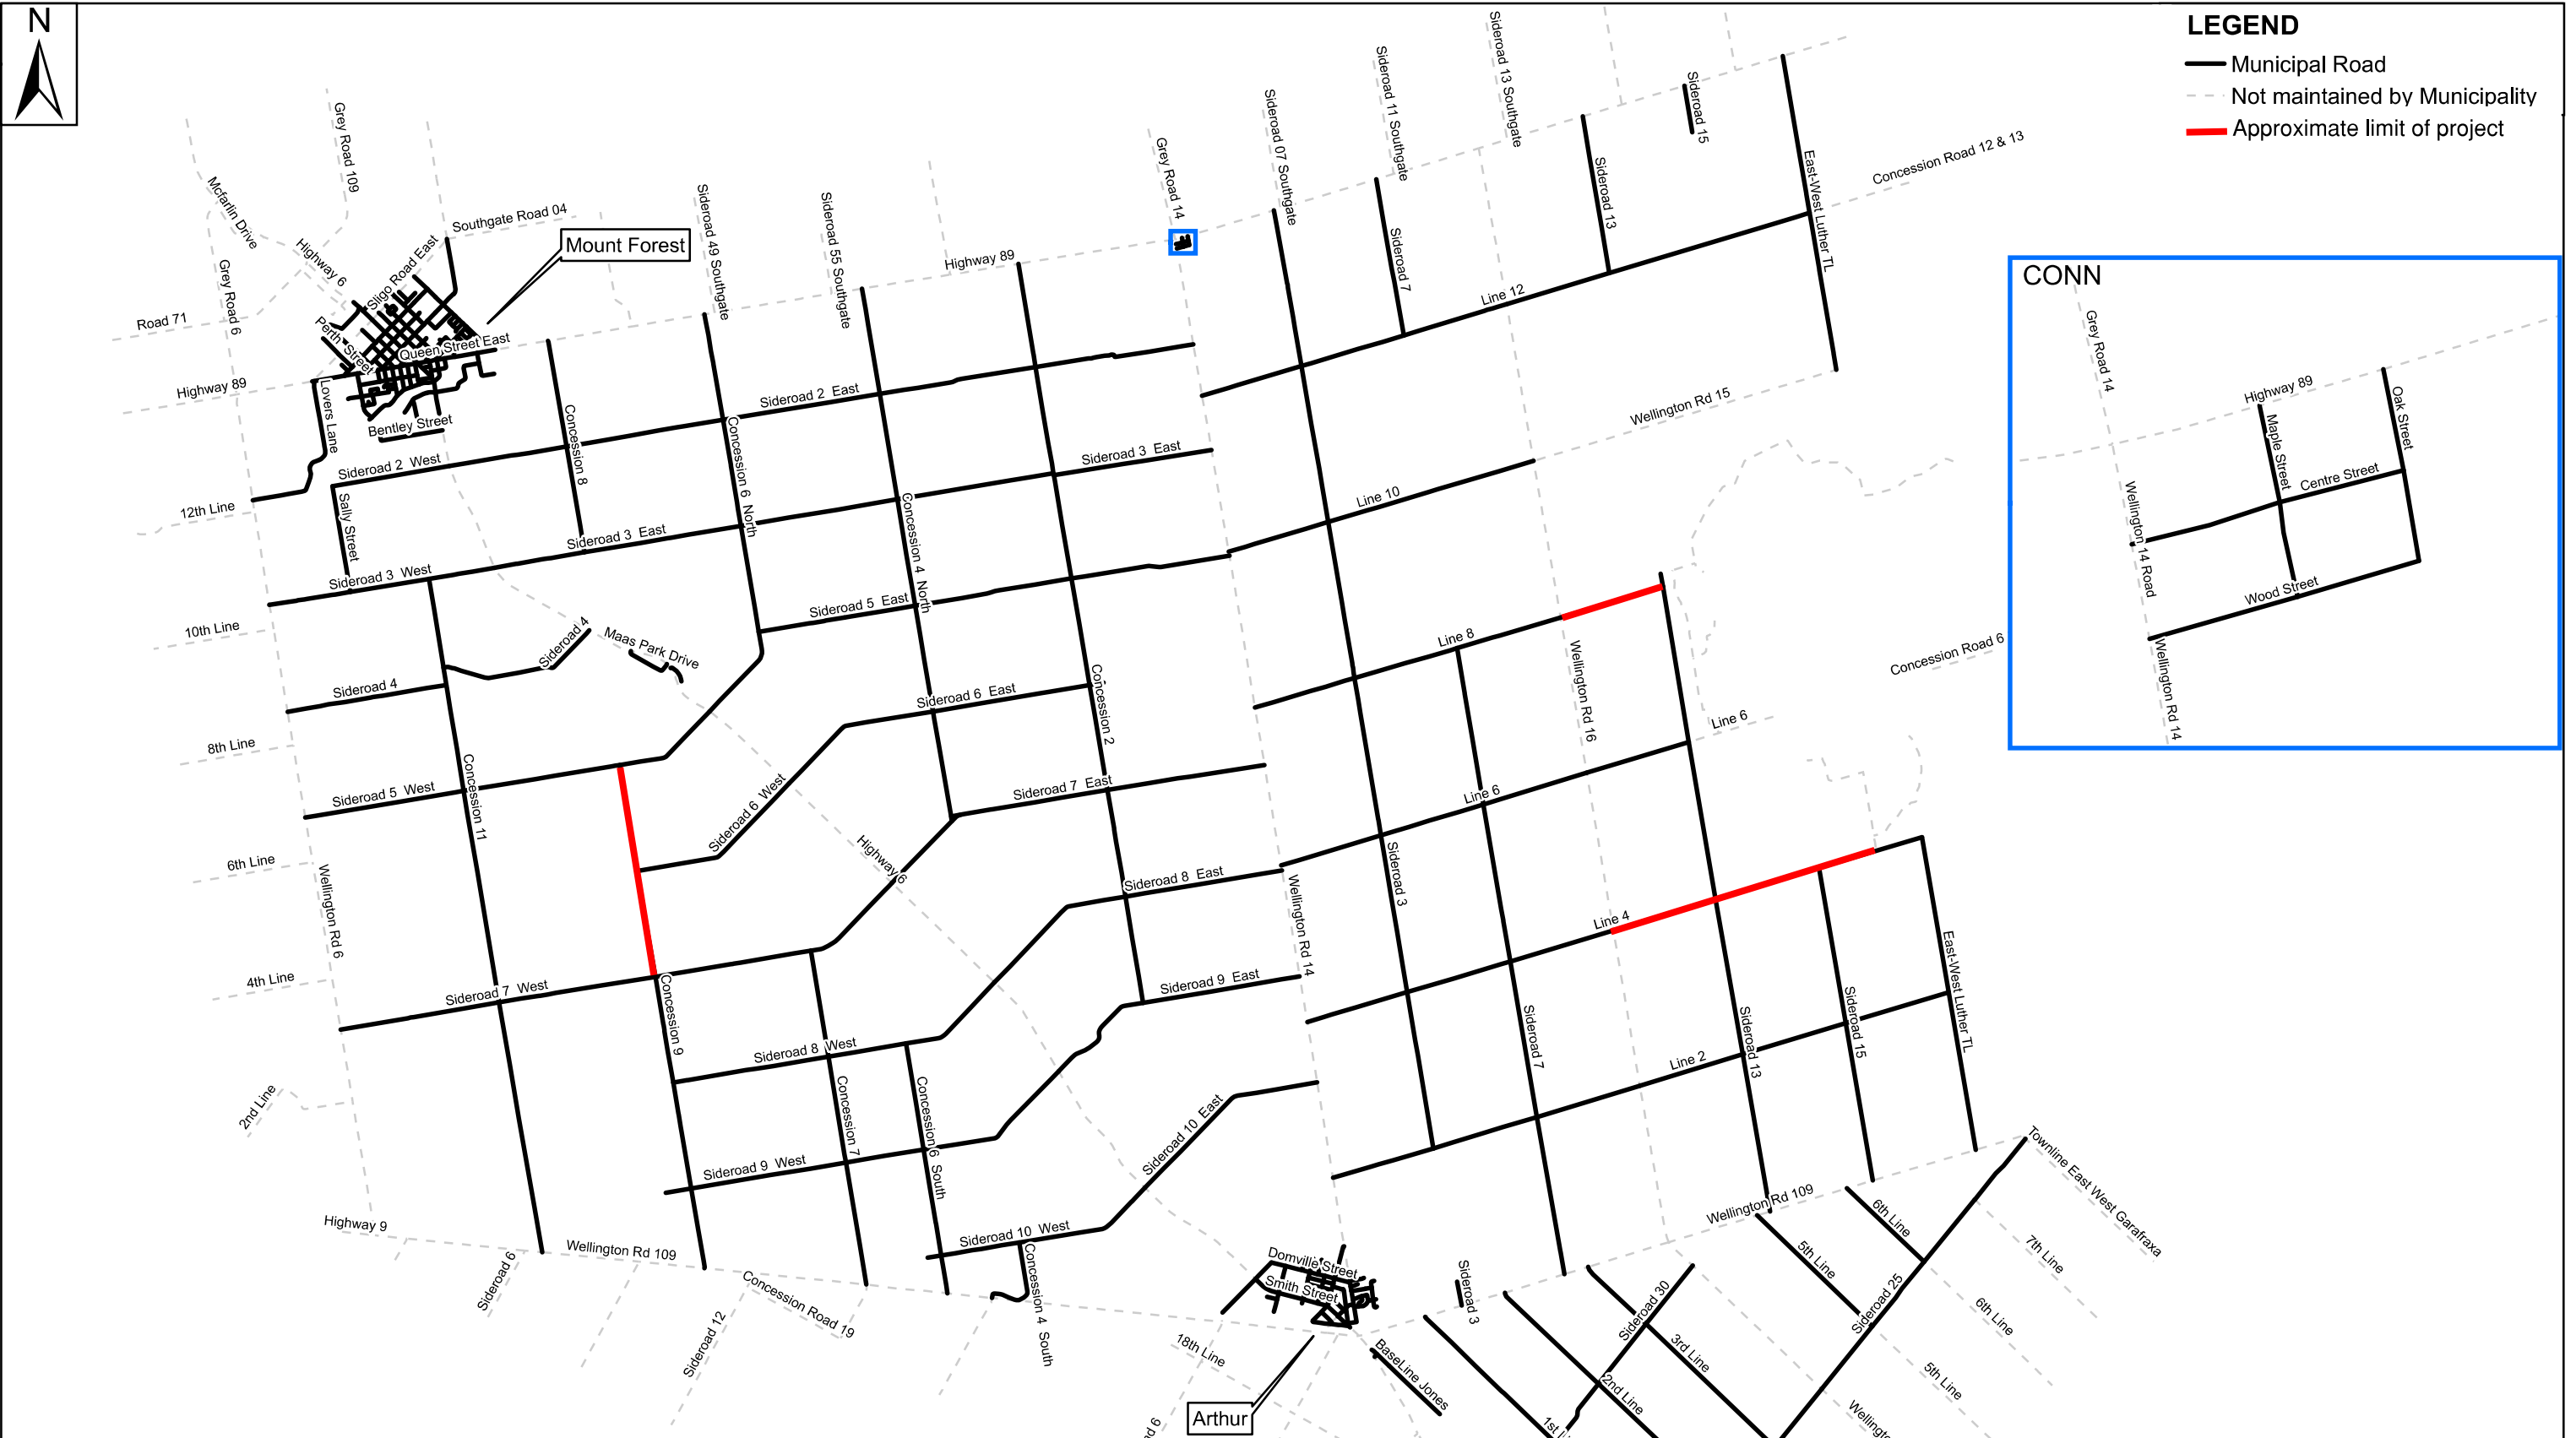 N
LEGEND
Municipal Road
Not maintained by Municipality
Approximate limit of project
Grey Road 109
Mcfarlin Drive
Highway 6
Grey Road 6
Road 71
Southgate Road 04
Sligo Road East
Mount Forest
Perth Street
Queen Street East
Highway 89
Lovers Lane
Bentley Street
Sideroad 49 Southgate
Sideroad 55 Southgate
Highway 89
Grey Road 14
Sideroad 07 Southgate
Sideroad 11 Southgate
Sideroad 13 Southgate
Sideroad 15
Sideroad 13
Sideroad 7
East-West Luther TL
Concession Road 12 & 13
Line 12
CONN
Grey Road 14
Highway 89
Maple Street
Oak Street
Centre Street
Wellington 14 Road
Wood Street
Wellington Rd 14
Sideroad 2 East
Sideroad 2 West
Concession 8
Concession 6 North
Sideroad 3 East
Wellington Rd 15
12th Line
Sally Street
Sideroad 3 East
Concession 4 North
Line 10
Sideroad 3 West
10th Line
Sideroad 5 East
Sideroad 4
Maas Park Drive
Sideroad 4
Line 8
Wellington Rd 16
Concession Road 6
Sideroad 6 East
Concession 2
Line 6
8th Line
Concession 11
Sideroad 5 West
Sideroad 6 West
Sideroad 7 East
Line 6
Highway 6
6th Line
Wellington Rd 6
Sideroad 8 East
Wellington Rd 14
Sideroad 3
Line 4
4th Line
Sideroad 7 West
Concession 9
Sideroad 9 East
Sideroad 7
Sideroad 13
Sideroad 15
East-West Luther TL
Sideroad 8 West
Line 2
2nd Line
Concession 7
Concession 6 South
Sideroad 10 East
Sideroad 9 West
Townline East West Garafraxa
Highway 9
Wellington Rd 109
Sideroad 10 West
Concession 4 South
Wellington Rd 109
6th Line
5th Line
7th Line
Sideroad 6
Concession Road 19
Sideroad 12
Domville Street
Smith Street
Sideroad 3
Sideroad 30
Sideroad 25
6th Line
18th Line
BaseLine Jones
3rd Line
2nd Line
5th Line
Arthur